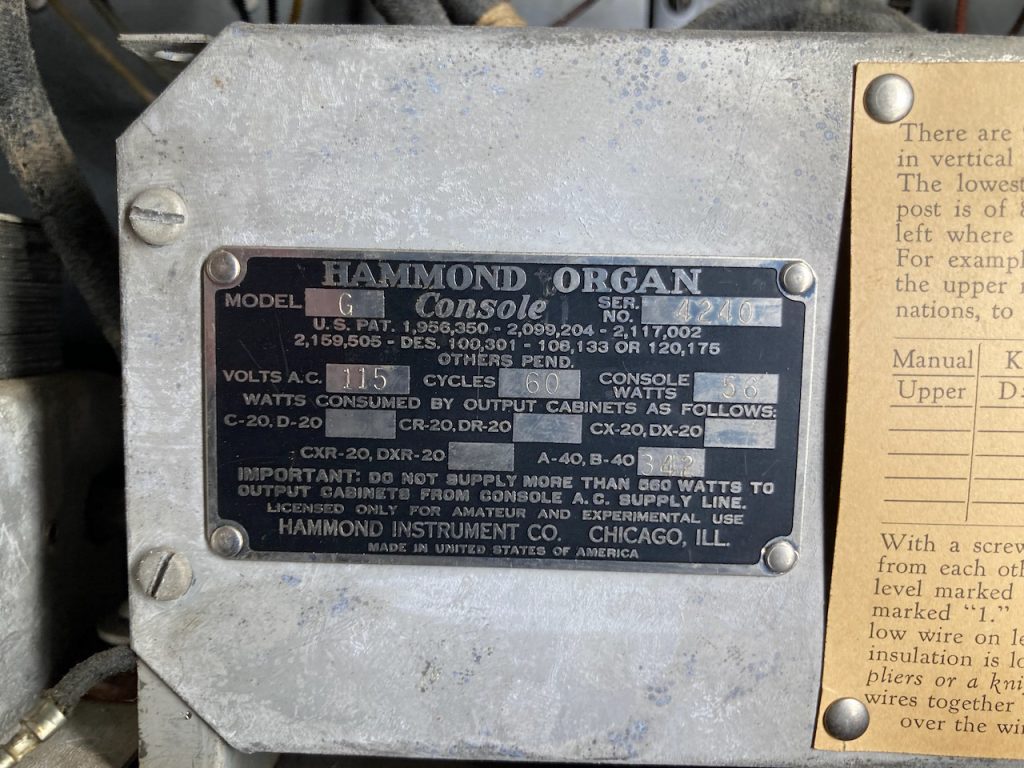 HAMMOND ORGAN
MODEL G Console SER. NO. 4240
U.S. PAT. 1,956,350 - 2,099,204 - 2,117,002
2,159,505 - DES. 100,301 - 106,133 OR 120,175
OTHERS PEND.
VOLTS A.C. 115 CYCLES 60 CONSOLE WATTS 56
WATTS CONSUMED BY OUTPUT CABINETS AS FOLLOWS:
C-20, D-20 CR-20, DR-20 CX-20, DX-20
CXR-20, DXR-20 A-40, B-40 342
IMPORTANT: DO NOT SUPPLY MORE THAN 560 WATTS TO
OUTPUT CABINETS FROM CONSOLE A.C. SUPPLY LINE.
LICENSED ONLY FOR AMATEUR AND EXPERIMENTAL USE
HAMMOND INSTRUMENT CO. CHICAGO, ILL.
MADE IN UNITED STATES OF AMERICA
There are
in vertical
The lowest
post is of 8
left where
For exampl
the upper
nations, to
Manual K
Upper D-
With a screw
from each oth
level marked
marked "1."
low wire on le
insulation is lo
pliers or a kni
wires together
over the wi